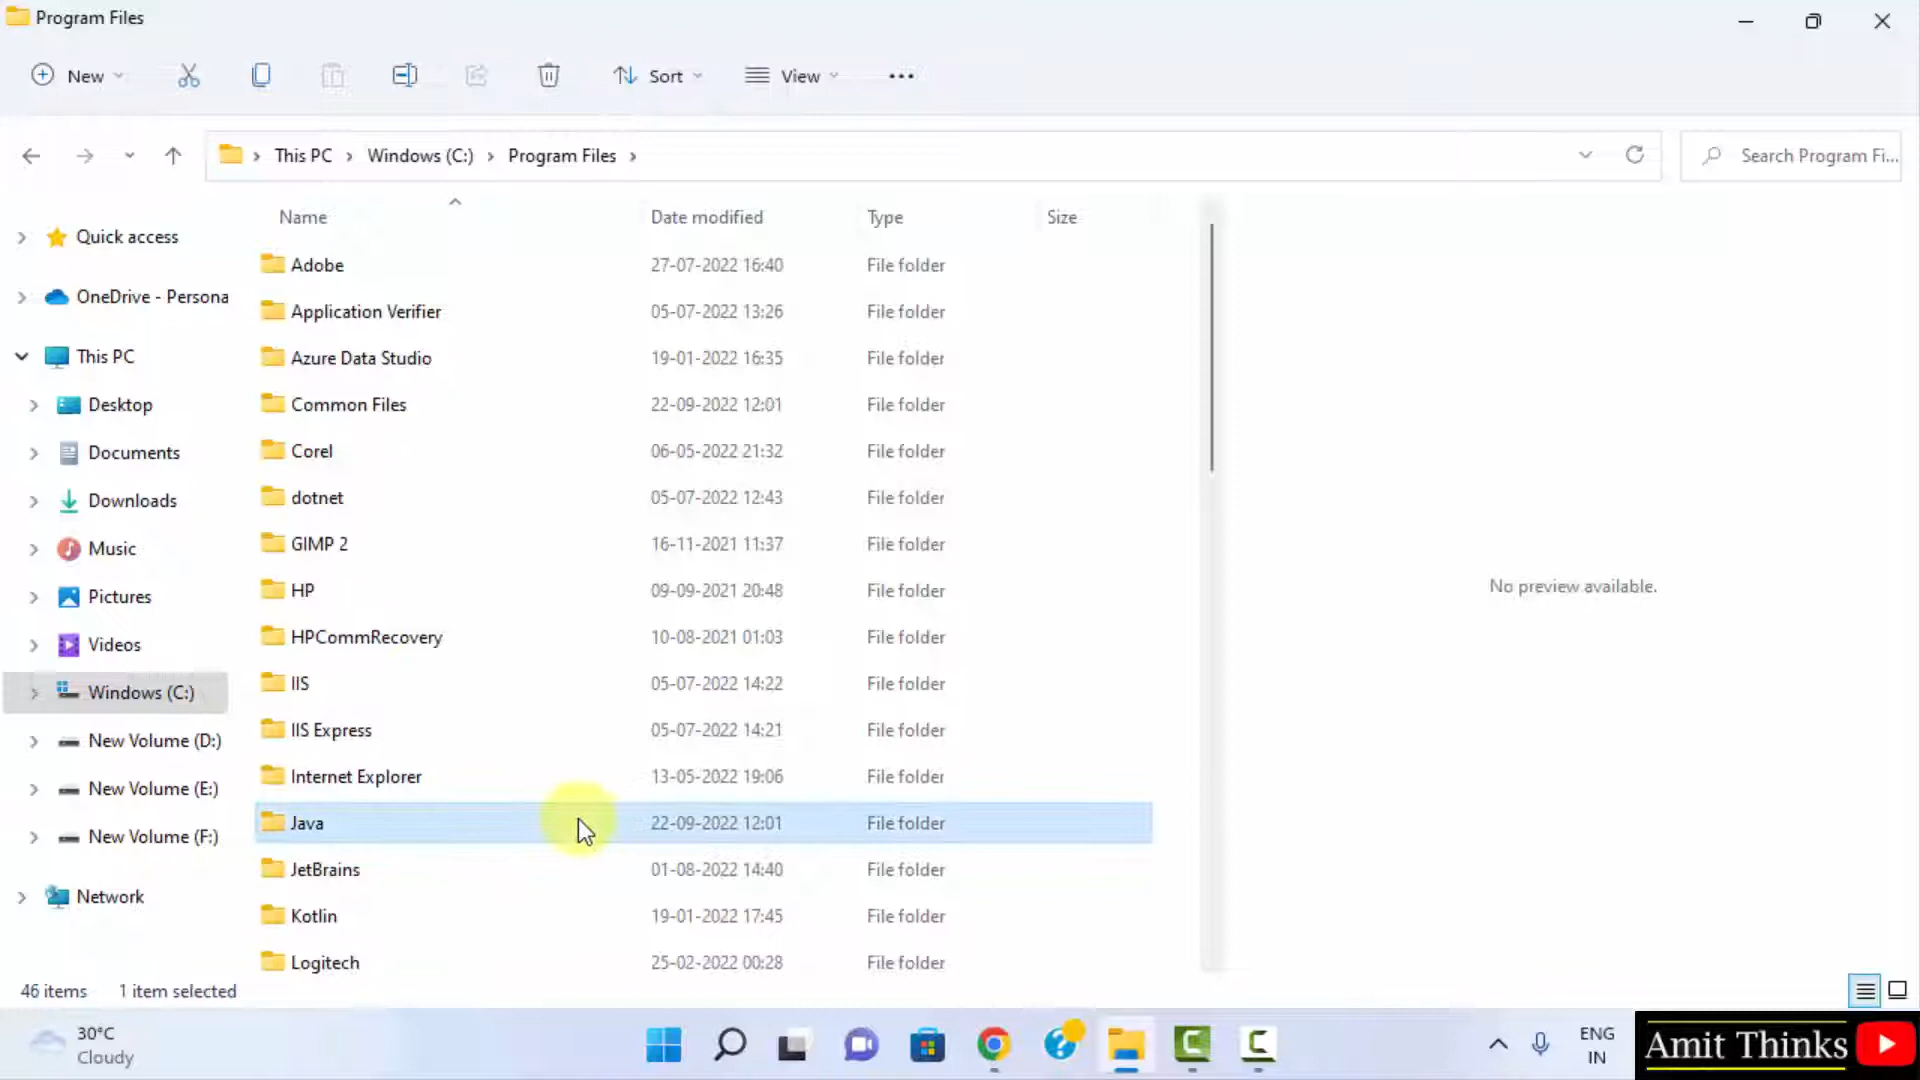 Program Files
New
Sort
View
This PC
Windows (C:)
Program Files
Search Program Fi...
Name
Date modified
Type
Size
Quick access
OneDrive - Persona
This PC
Desktop
Documents
Downloads
Music
Pictures
Videos
Windows (C:)
New Volume (D:)
New Volume (E:)
New Volume (F:)
Network
Adobe 27-07-2022 16:40 File folder
Application Verifier 05-07-2022 13:26 File folder
Azure Data Studio 19-01-2022 16:35 File folder
Common Files 22-09-2022 12:01 File folder
Corel 06-05-2022 21:32 File folder
dotnet 05-07-2022 12:43 File folder
GIMP 2 16-11-2021 11:37 File folder
HP 09-09-2021 20:48 File folder
HPCommRecovery 10-08-2021 01:03 File folder
IIS 05-07-2022 14:22 File folder
IIS Express 05-07-2022 14:21 File folder
Internet Explorer 13-05-2022 19:06 File folder
Java 22-09-2022 12:01 File folder
JetBrains 01-08-2022 14:40 File folder
Kotlin 19-01-2022 17:45 File folder
Logitech 25-02-2022 00:28 File folder
No preview available.
46 items 1 item selected
30°C
Cloudy
ENG
IN
Amit Thinks